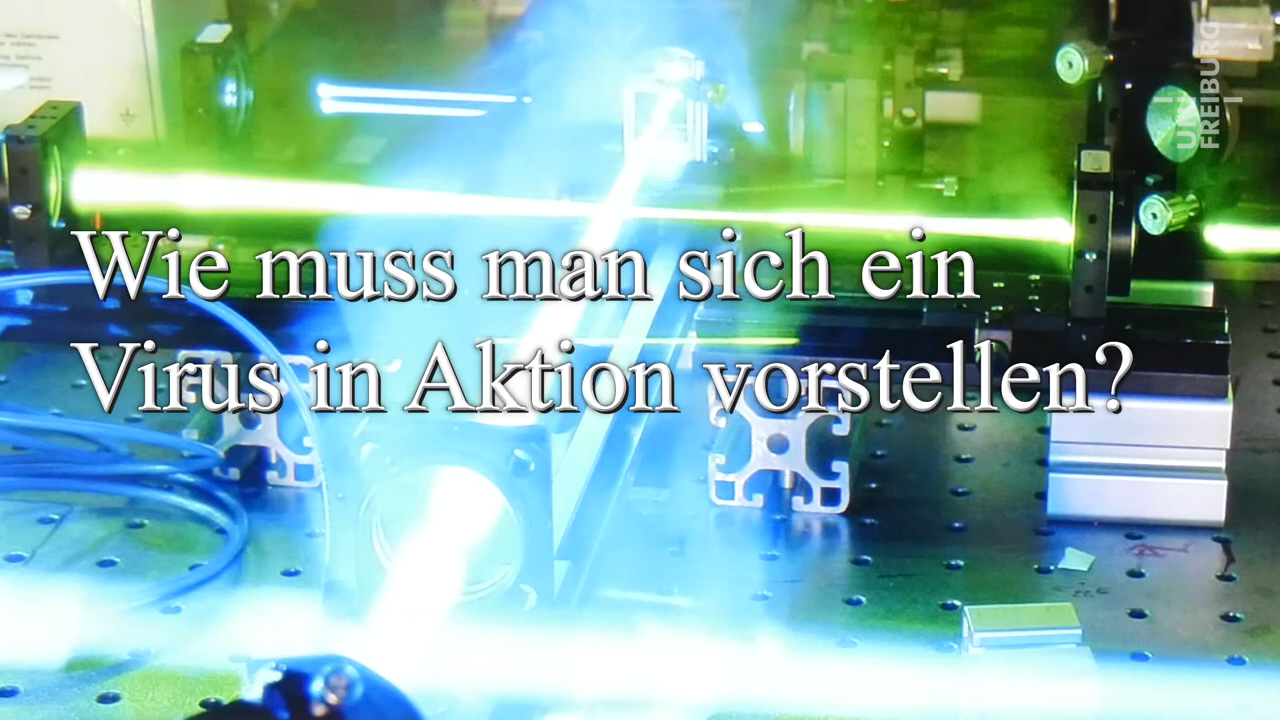 Wie muss man sich ein
Virus in Aktion vorstellen?
UNI
FREIBURG